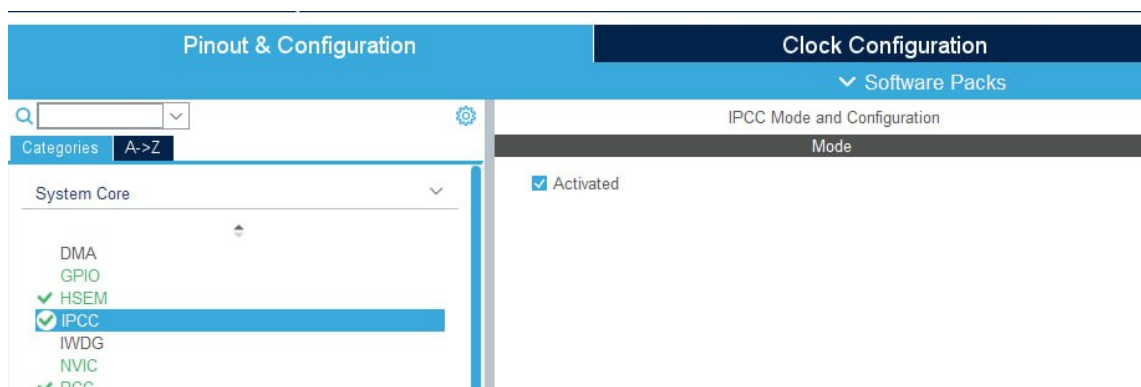 Pinout & Configuration
Clock Configuration
Software Packs
IPCC Mode and Configuration
Categories
A->Z
Mode
System Core
Activated
DMA
GPIO
HSEM
IPCC
IWDG
NVIC
RCC